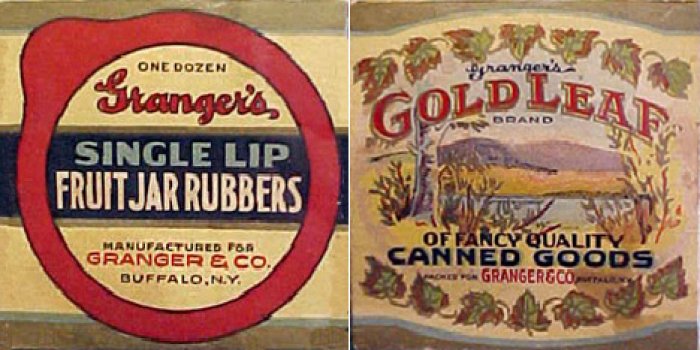 ONE DOZEN
Granger's
SINGLE LIP
FRUIT JAR RUBBERS
MANUFACTURED FOR
GRANGER & CO.
BUFFALO, N.Y.
Granger's
GOLD LEAF
BRAND
OF FANCY QUALITY
CANNED GOODS
PACKED FOR GRANGER & CO. BUFFALO, N.Y.